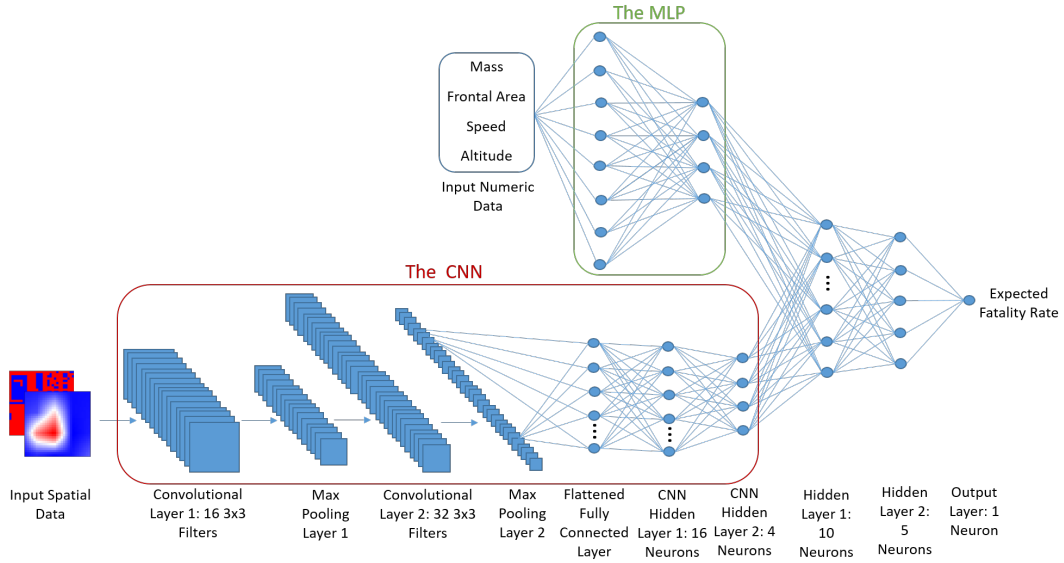 The MLP
Mass
Frontal Area
Speed
Altitude
Input Numeric
Data
The CNN
Expected
Fatality Rate
Input Spatial
Data
Convolutional
Layer 1: 16 3x3
Filters
Max
Pooling
Layer 1
Convolutional
Layer 2: 32 3x3
Filters
Max
Pooling
Layer 2
Flattened
Fully
Connected
Layer
CNN
Hidden
Layer 1: 16
Neurons
CNN
Hidden
Layer 2: 4
Neurons
Hidden
Layer 1:
10
Neurons
Hidden
Layer 2:
5
Neurons
Output
Layer: 1
Neuron